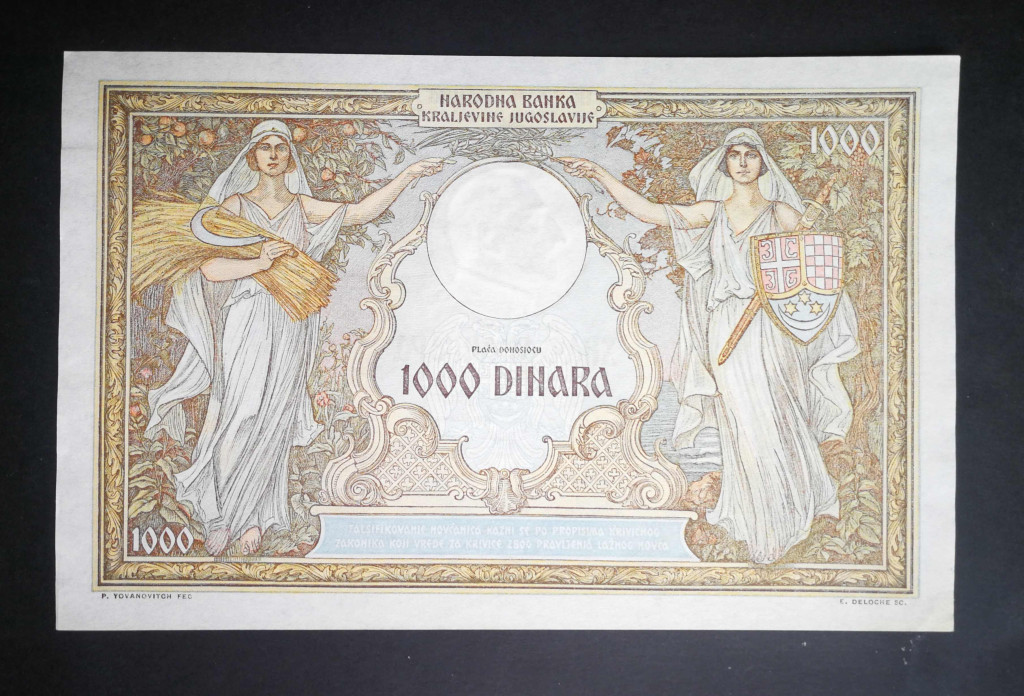 NARODNA BANKA
KRALJEVINE JUGOSLAVIJE
1000
PLAĆA DONOSIOCU
1000 DINARA
1000
FALSIFIKOVANJE NOVČANICA KAZNI SE PO PROPISIMA KRIVIČNOG
ZAKONIKA KOJI VREDE ZA KRIVICE ZBOG PRAVLJENJA LAŽNOG NOVCA
P. YOVANOVITCH FEC
E. DELOCHE SC.